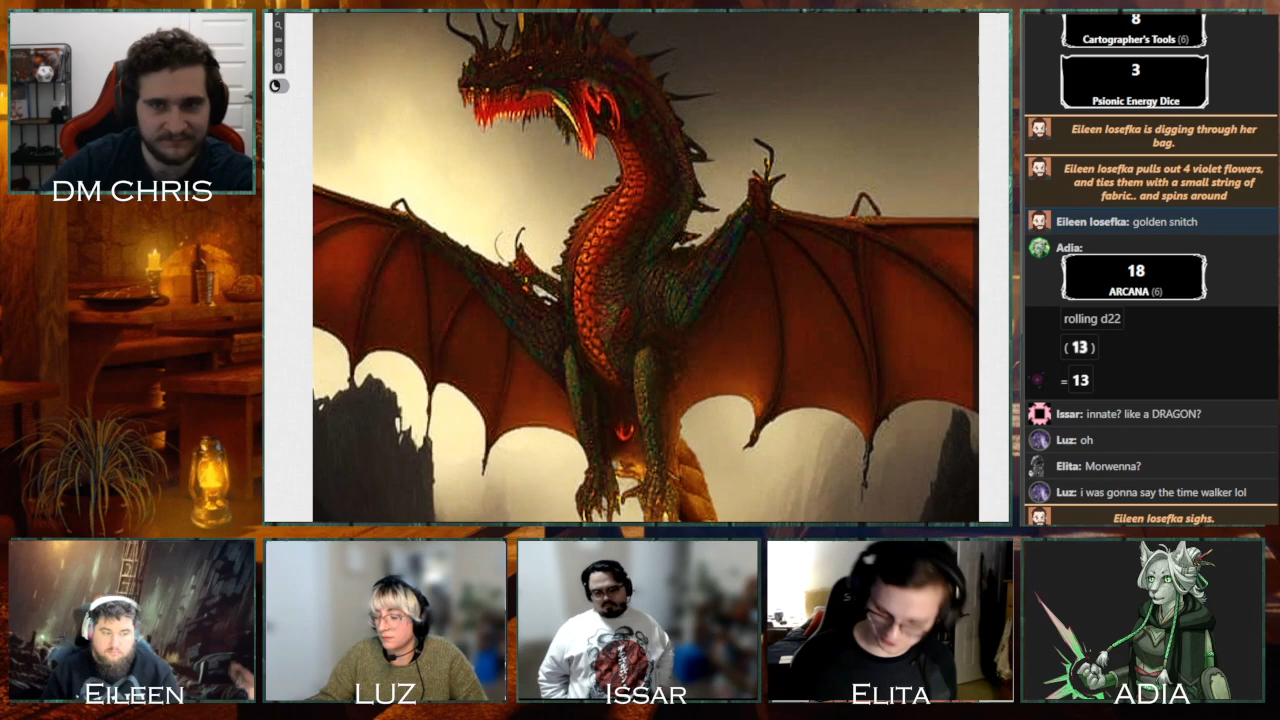 DM CHRIS
8
Cartographer's Tools (6)
3
Psionic Energy Dice
Eileen Iosefka is digging through her
bag.
Eileen Iosefka pulls out 4 violet flowers,
and ties them with a small string of
fabric.. and spins around
Eileen Iosefka: golden snitch
Adia:
18
ARCANA (6)
rolling d22
( 13 )
= 13
Issar: innate? like a DRAGON?
Luz: oh
Elita: Morwenna?
Luz: i was gonna say the time walker lol
Eileen Iosefka sighs.
EILEEN
LUZ
ISSAR
ELITA
ADIA